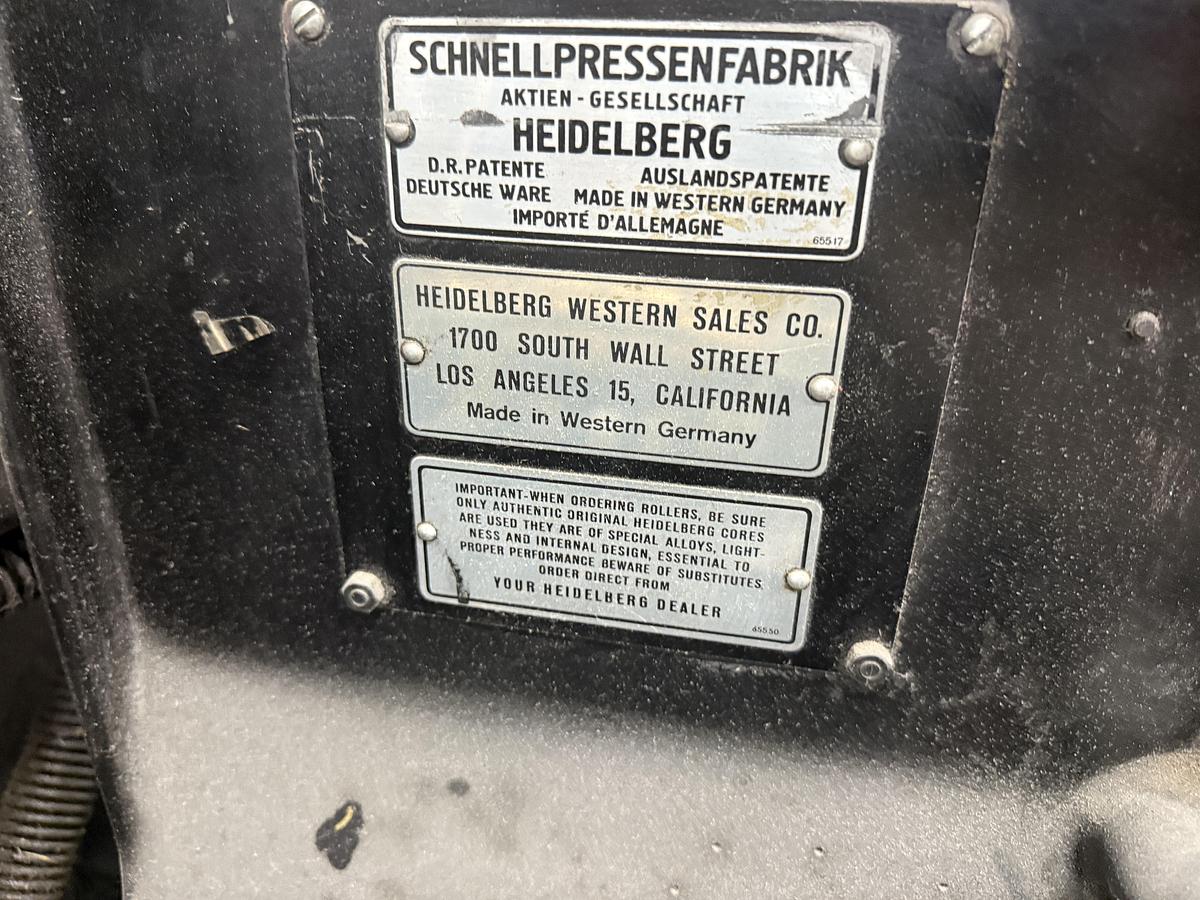 SCHNELLPRESSENFABRIK
AKTIEN-GESELLSCHAFT
HEIDELBERG
D.R.PATENTE AUSLANDSPATENTE
DEUTSCHE WARE MADE IN WESTERN GERMANY
IMPORTÉ D'ALLEMAGNE
65517
HEIDELBERG WESTERN SALES CO.
1700 SOUTH WALL STREET
LOS ANGELES 15, CALIFORNIA
Made in Western Germany
IMPORTANT-WHEN ORDERING ROLLERS, BE SURE
ONLY AUTHENTIC ORIGINAL HEIDELBERG CORES
ARE USED THEY ARE OF SPECIAL ALLOYS, LIGHT-
NESS AND INTERNAL DESIGN, ESSENTIAL TO
PROPER PERFORMANCE BEWARE OF SUBSTITUTES
ORDER DIRECT FROM
YOUR HEIDELBERG DEALER
65550